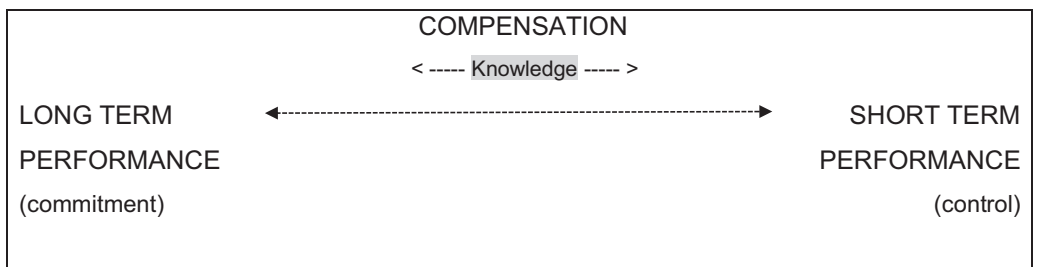 COMPENSATION
< ----- Knowledge ----- >
LONG TERM SHORT TERM
PERFORMANCE PERFORMANCE
(commitment) (control)